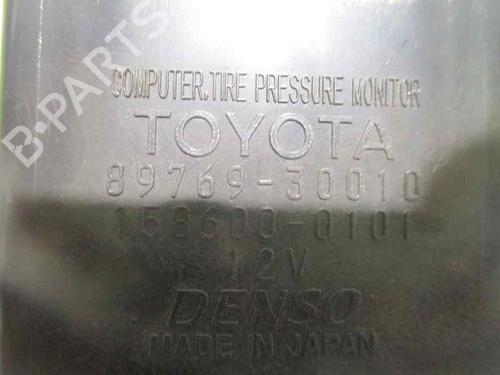 COMPUTER.TIRE PRESSURE MONITOR
TOYOTA
89769-30010
158600-0101
12V
DENSO
MADE IN JAPAN
B-PARTS